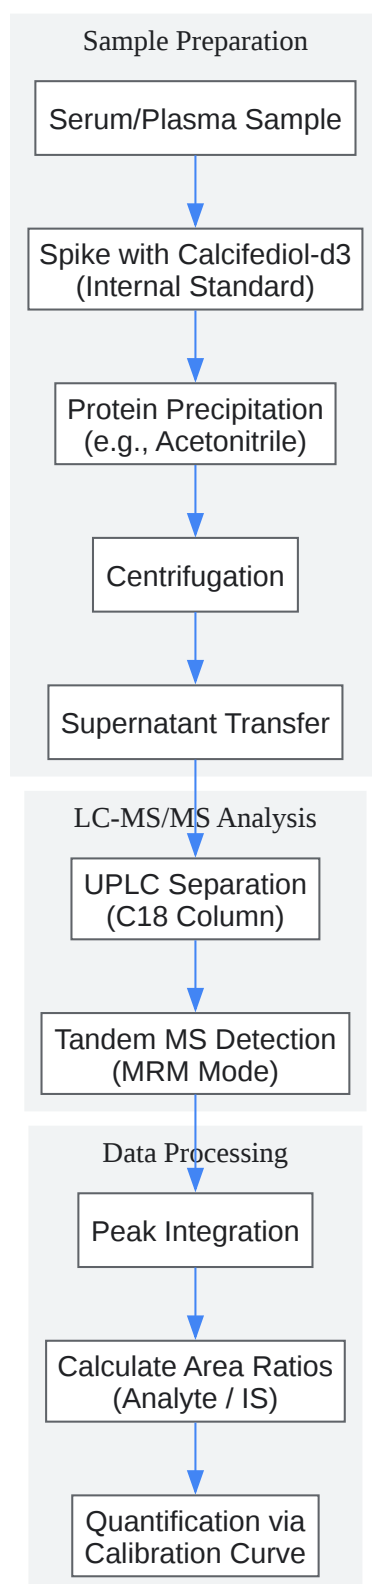 Sample Preparation
Serum/Plasma Sample
Spike with Calcifediol-d3
(Internal Standard)
Protein Precipitation
(e.g., Acetonitrile)
Centrifugation
Supernatant Transfer
LC-MS/MS Analysis
UPLC Separation
(C18 Column)
Tandem MS Detection
(MRM Mode)
Data Processing
Peak Integration
Calculate Area Ratios
(Analyte / IS)
Quantification via
Calibration Curve